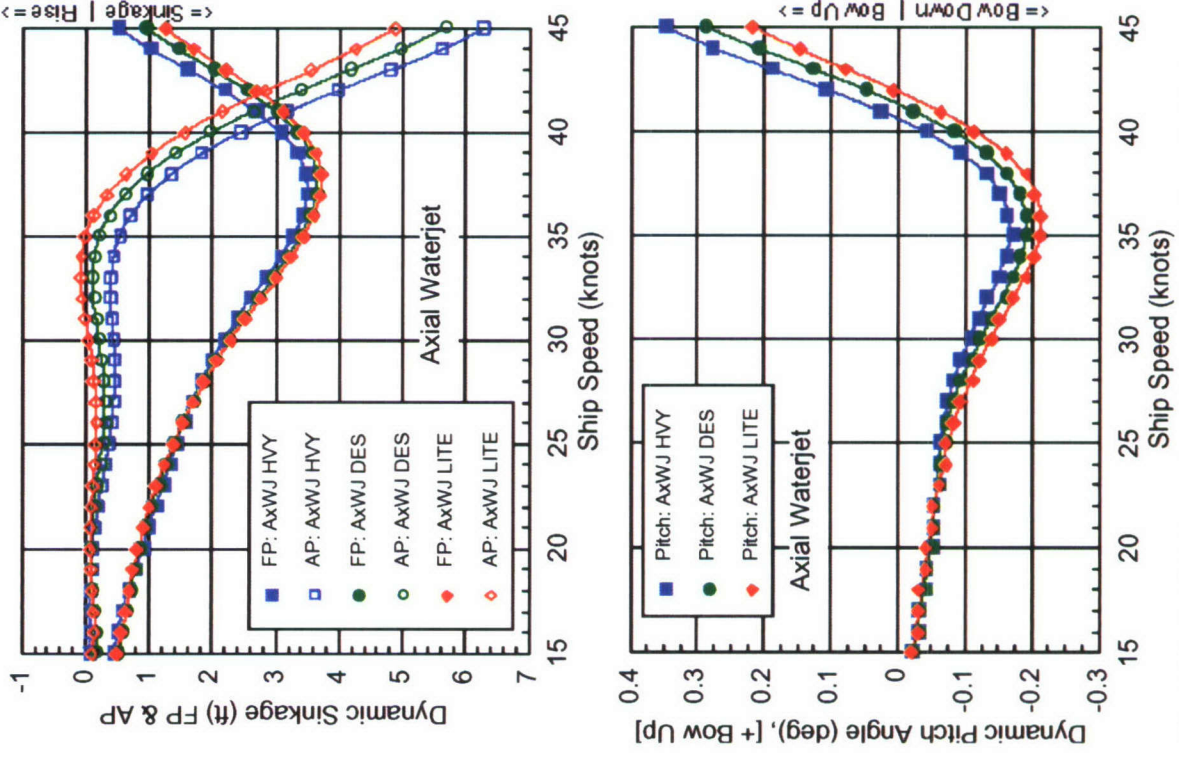 <= Sinkage | Rise=>
-1
0
1
2
3
4
5
6
7
Dynamic Sinkage (ft) FP & AP
15
20
25
30
35
40
45
Ship Speed (knots)
FP: AxWJ HVY
AP: AxWJ HVY
FP: AxWJ DES
AP: AxWJ DES
FP: AxWJ LITE
AP: AxWJ LITE
Axial Waterjet
<= Bow Down | Bow Up =>
0.4
0.3
0.2
0.1
0
-0.1
-0.2
-0.3
Dynamic Pitch Angle (deg), [+ Bow Up]
15
20
25
30
35
40
45
Ship Speed (knots)
Pitch: AxWJ HVY
Pitch: AxWJ DES
Pitch: AxWJ LITE
Axial Waterjet